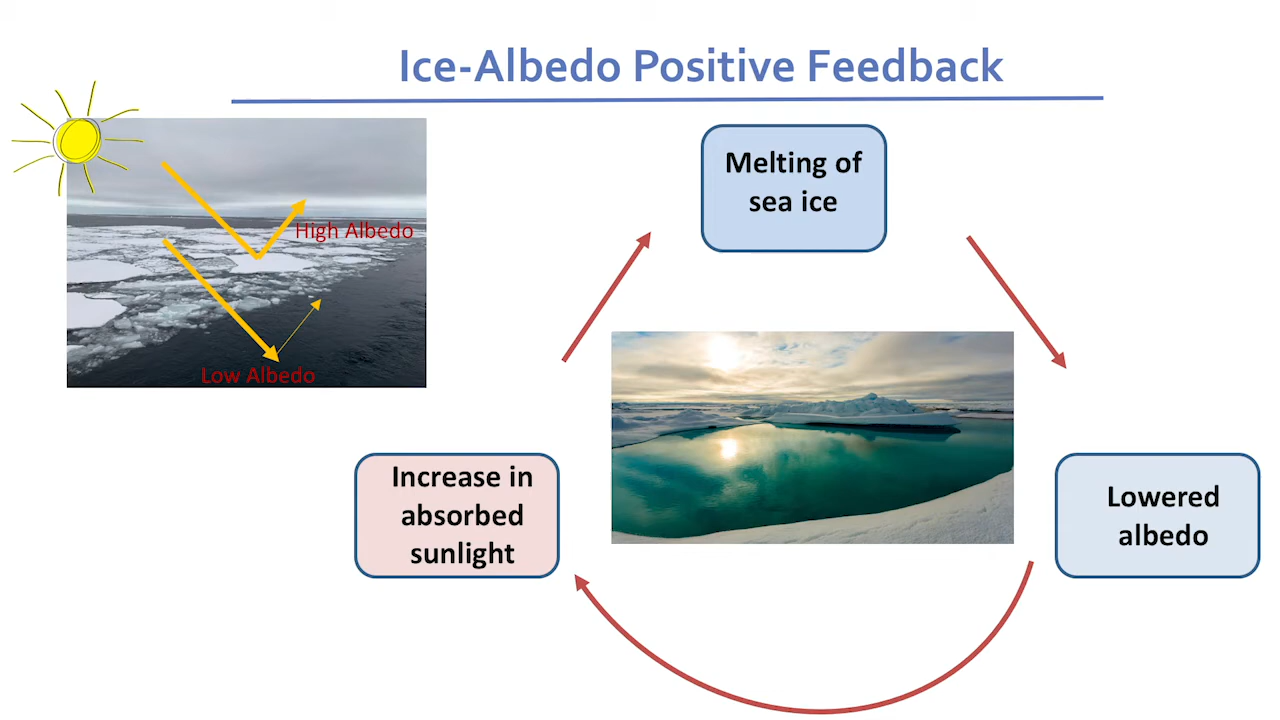 Ice-Albedo Positive Feedback
High Albedo
Low Albedo
Melting of
sea ice
Lowered
albedo
Increase in
absorbed
sunlight